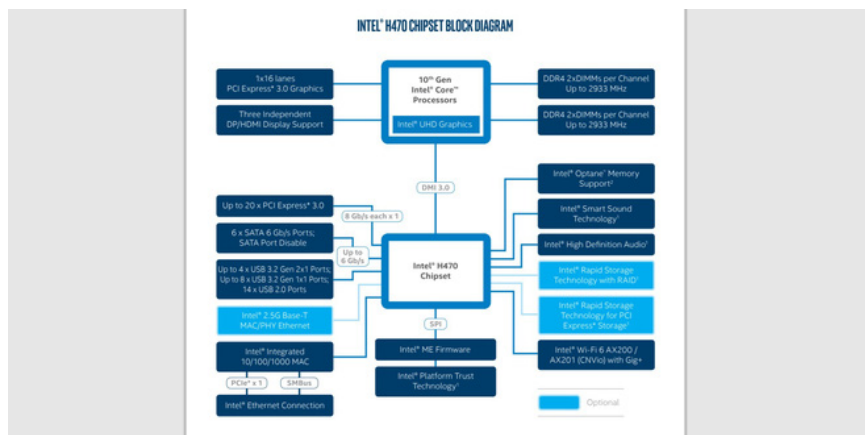 INTEL® H470 CHIPSET BLOCK DIAGRAM
1x16 lanes
PCI Express® 3.0 Graphics
Three Independent
DP/HDMI Display Support
10th Gen
Intel® Core™
Processors
Intel® UHD Graphics
DDR4 2xDIMMs per Channel
Up to 2933 MHz
DDR4 2xDIMMs per Channel
Up to 2933 MHz
DMI 3.0
Up to 20 x PCI Express® 3.0
8 Gb/s each x 1
6 x SATA 6 Gb/s Ports;
SATA Port Disable
Up to
6 Gb/s
Up to 4 x USB 3.2 Gen 2x1 Ports;
Up to 8 x USB 3.2 Gen 1x1 Ports;
14 x USB 2.0 Ports
Intel® 2.5G Base-T
MAC/PHY Ethernet
Intel® Integrated
10/100/1000 MAC
PCIe® x 1
SMBus
Intel® Ethernet Connection
Intel® H470
Chipset
SPI
Intel® ME Firmware
Intel® Platform Trust
Technology¹
Intel® Optane™ Memory
Support²
Intel® Smart Sound
Technology¹
Intel® High Definition Audio¹
Intel® Rapid Storage
Technology with RAID¹
Intel® Rapid Storage
Technology for PCI
Express® Storage¹
Intel® Wi-Fi 6 AX200 /
AX201 (CNVio) with Gig+
Optional